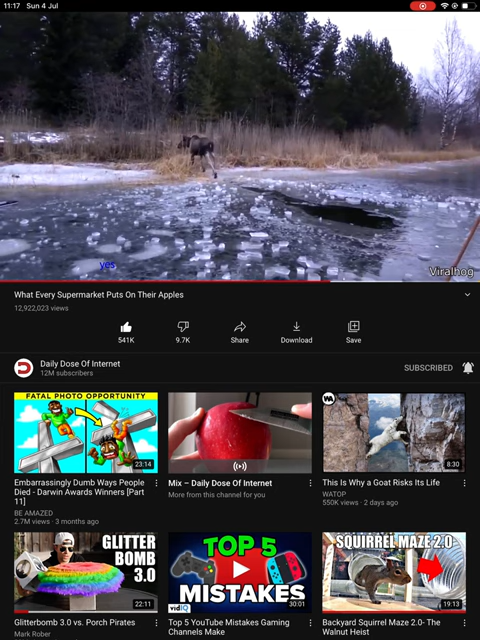 11:17 Sun 4 Jul
yes
Viralhog
What Every Supermarket Puts On Their Apples
12,922,023 views
541K
9.7K
Share
Download
Save
Daily Dose Of Internet
12M subscribers
SUBSCRIBED
FATAL PHOTO OPPORTUNITY
23:14
Embarrassingly Dumb Ways People
Died - Darwin Awards Winners [Part
11]
BE AMAZED
2.7M views · 3 months ago
Mix – Daily Dose Of Internet
More from this channel for you
WA
8:30
This Is Why a Goat Risks Its Life
WATOP
550K views · 2 days ago
GLITTER
BOMB
3.0
22:11
Glitterbomb 3.0 vs. Porch Pirates
Mark Rober
TOP 5
MISTAKES
vidIQ
30:01
Top 5 YouTube Mistakes Gaming
Channels Make
SQUIRREL MAZE 2.0
19:13
Backyard Squirrel Maze 2.0- The
Walnut Heist